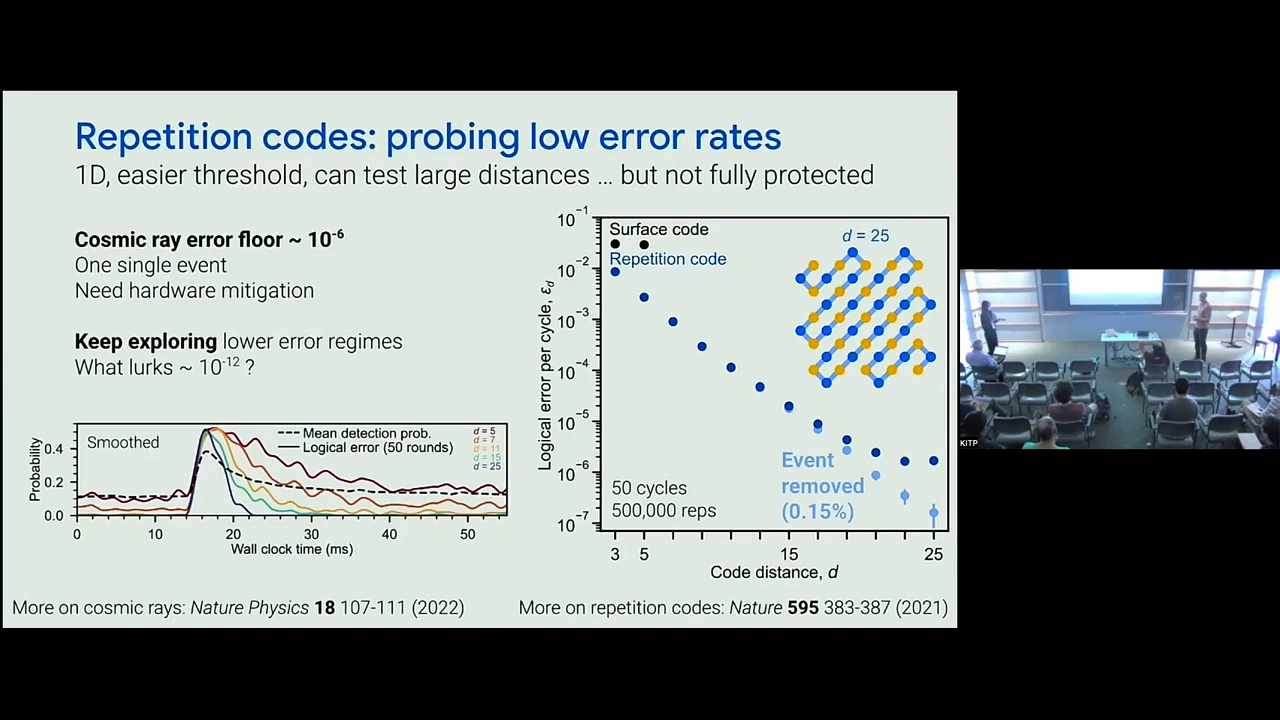 Repetition codes: probing low error rates
1D, easier threshold, can test large distances ... but not fully protected
Cosmic ray error floor ~ 10⁻⁶
One single event
Need hardware mitigation
Keep exploring lower error regimes
What lurks ~ 10⁻¹² ?
Probability
0.4
0.2
0.0
Smoothed
Mean detection prob.
Logical error (50 rounds)
d = 5
d = 7
d = 11
d = 15
d = 25
0
10
20
30
40
50
Wall clock time (ms)
More on cosmic rays: Nature Physics 18 107-111 (2022)
Logical error per cycle, εd
10⁻¹
10⁻²
10⁻³
10⁻⁴
10⁻⁵
10⁻⁶
10⁻⁷
Surface code
Repetition code
d = 25
Event
removed
(0.15%)
50 cycles
500,000 reps
3
5
15
25
Code distance, d
More on repetition codes: Nature 595 383-387 (2021)
KITP